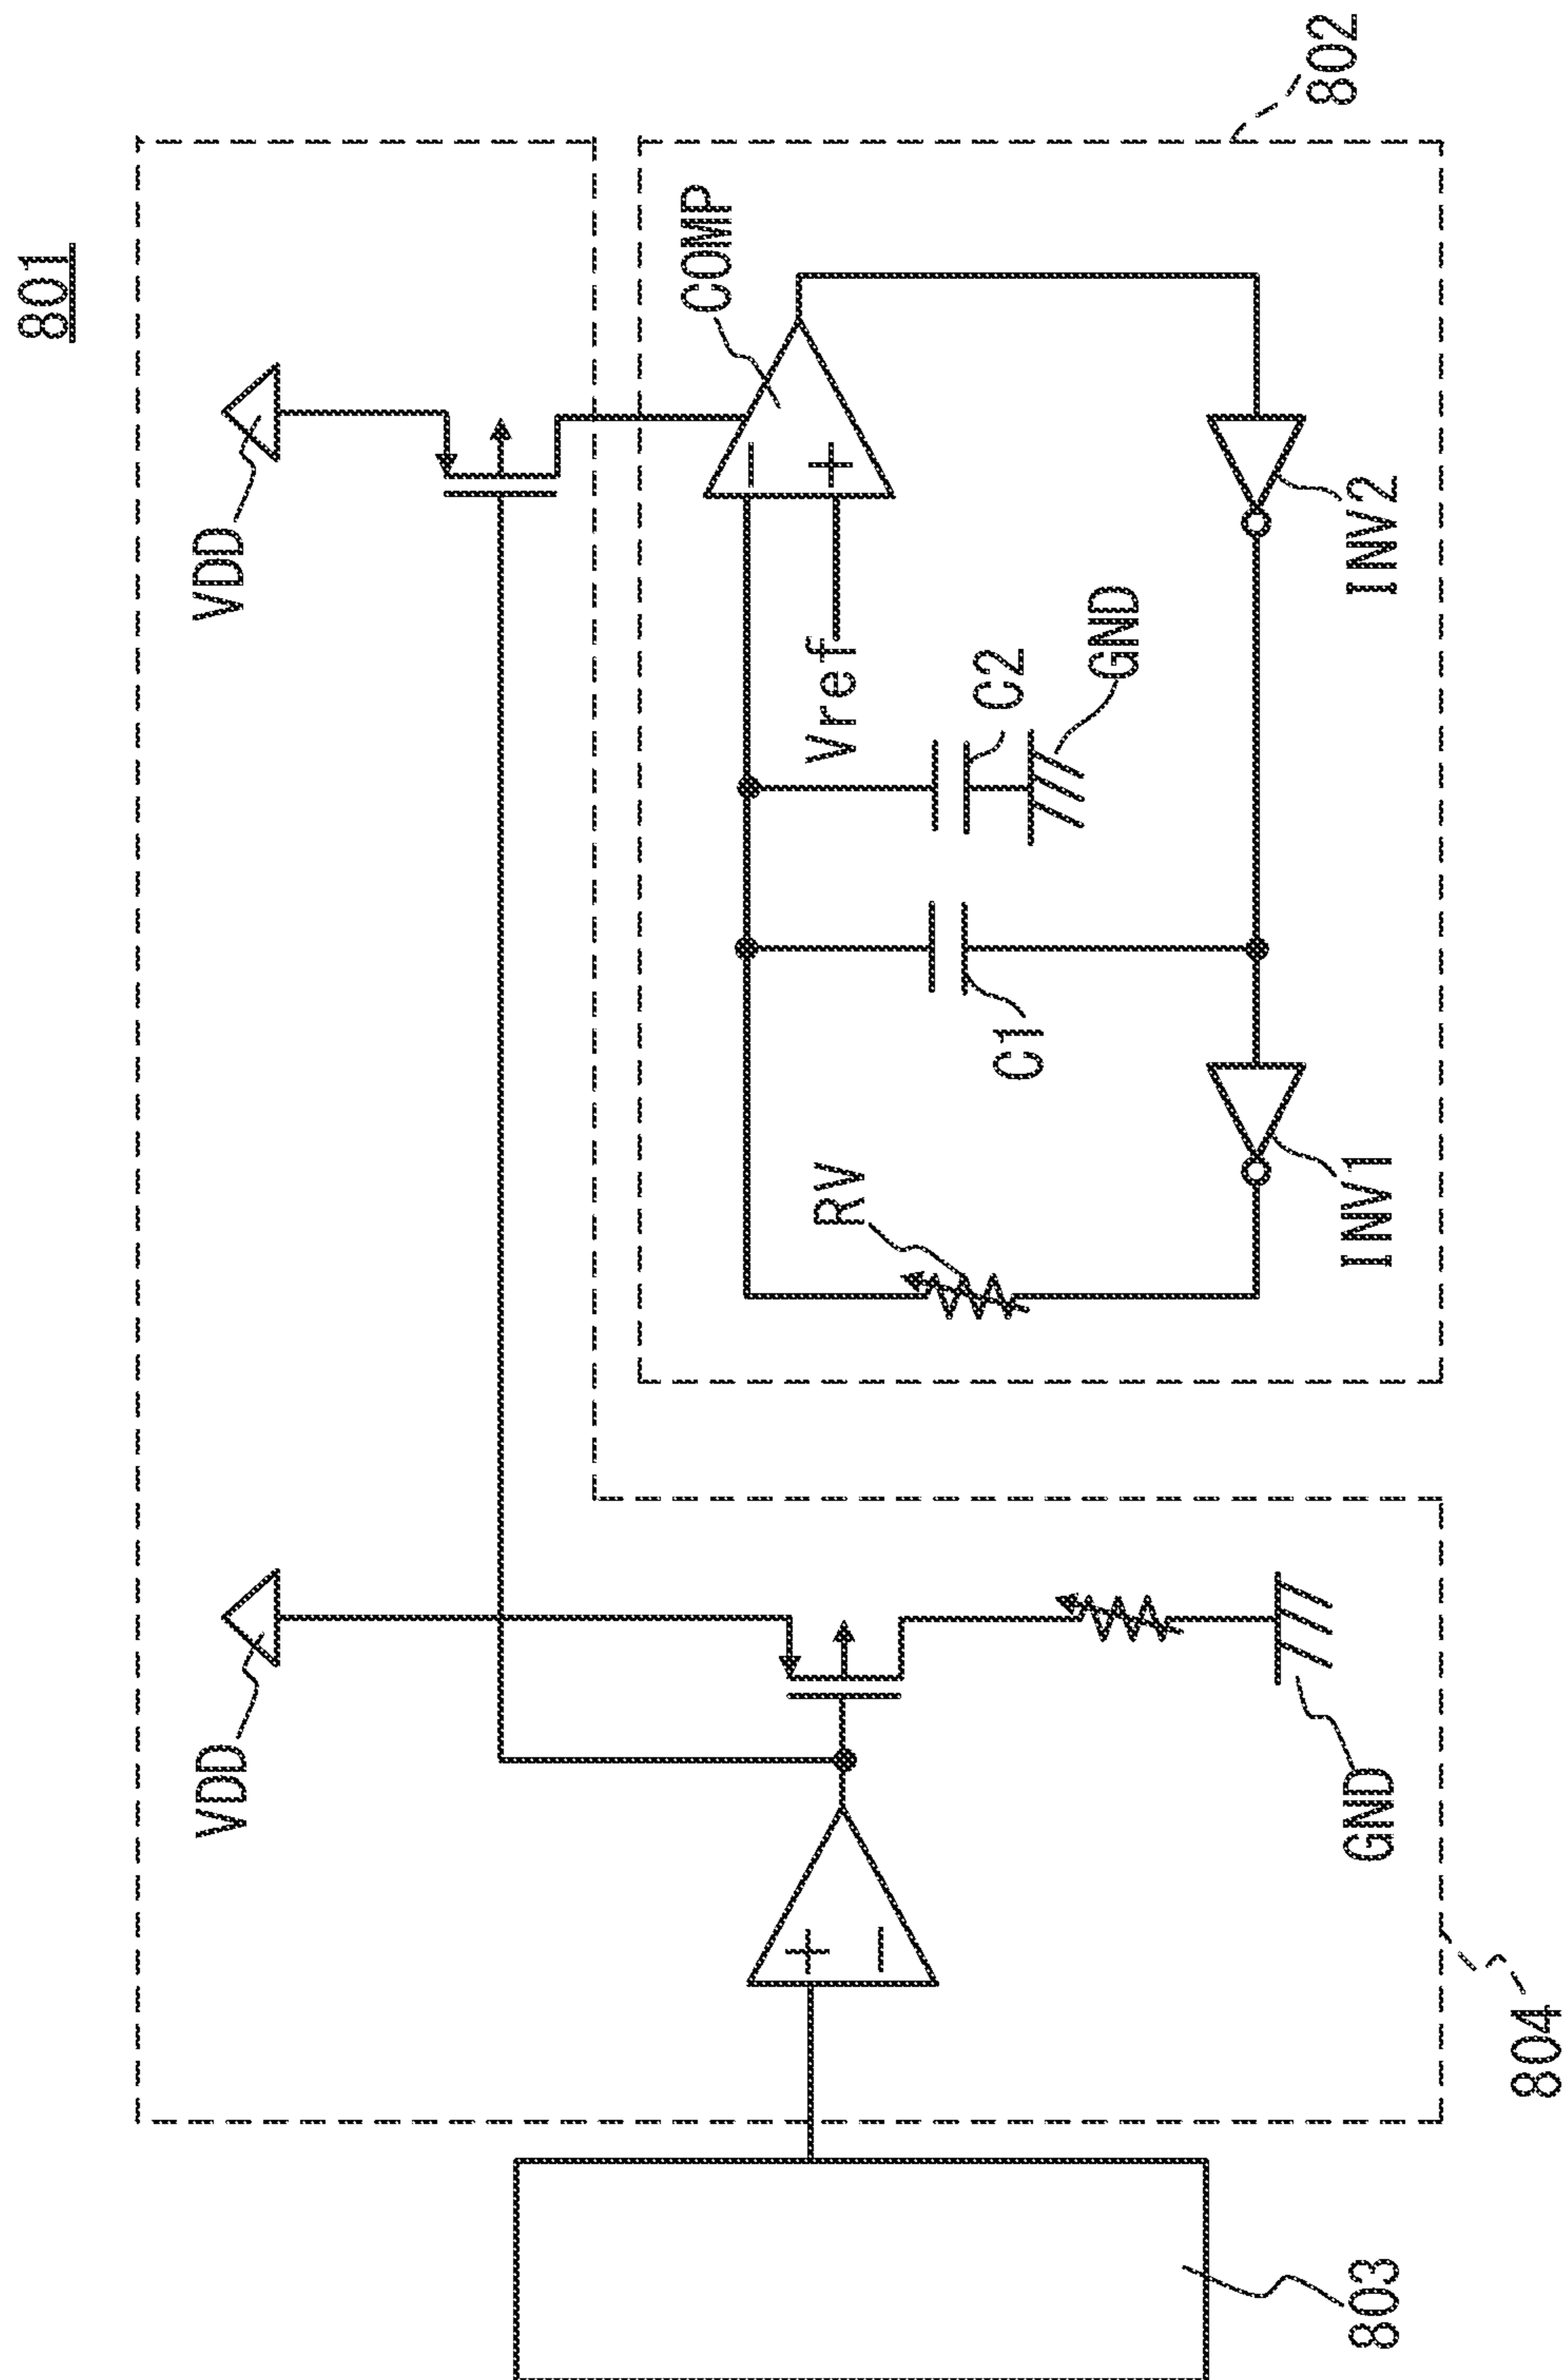 801
VDD
VDD
COMP
Vref
C2
GND
C1
RV
INV2
INV1
GND
802
803
804
+
−
−
+